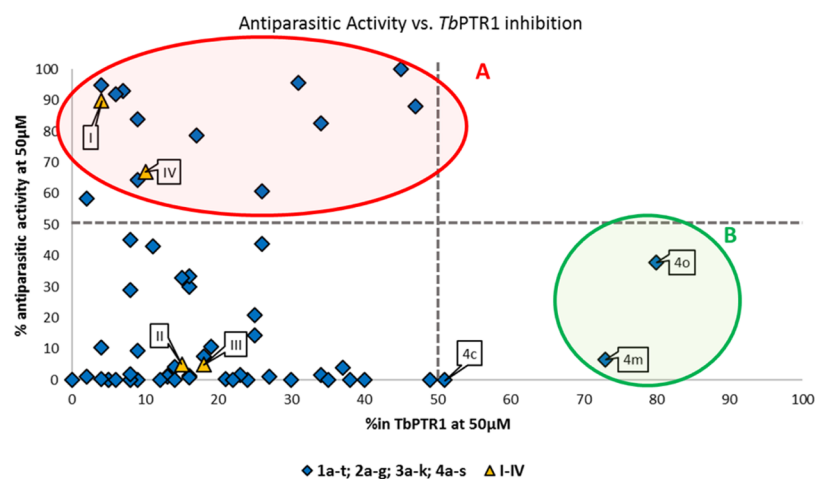 Antiparasitic Activity vs. TbPTR1 inhibition
A
100
90
80
70
60
50
40
30
20
10
0
I
IV
B
4o
II
III
4c
4m
% antiparasitic activity at 50µM
0 10 20 30 40 50 60 70 80 90 100
%in TbPTR1 at 50µM
1a-t; 2a-g; 3a-k; 4a-s I-IV